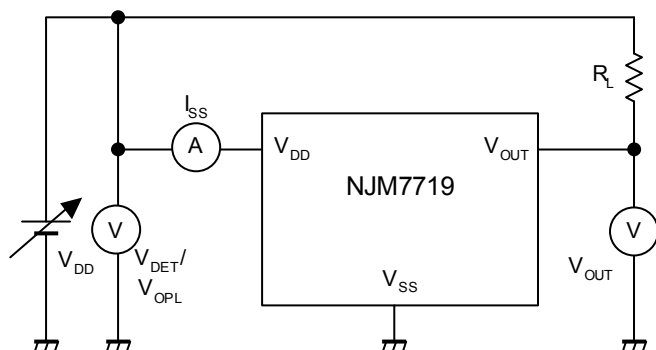 R_L
I_SS
A
V_DD
V_OUT
NJM7719
V
V
V_DET/
V_OPL
V_DD
V_SS
V_OUT